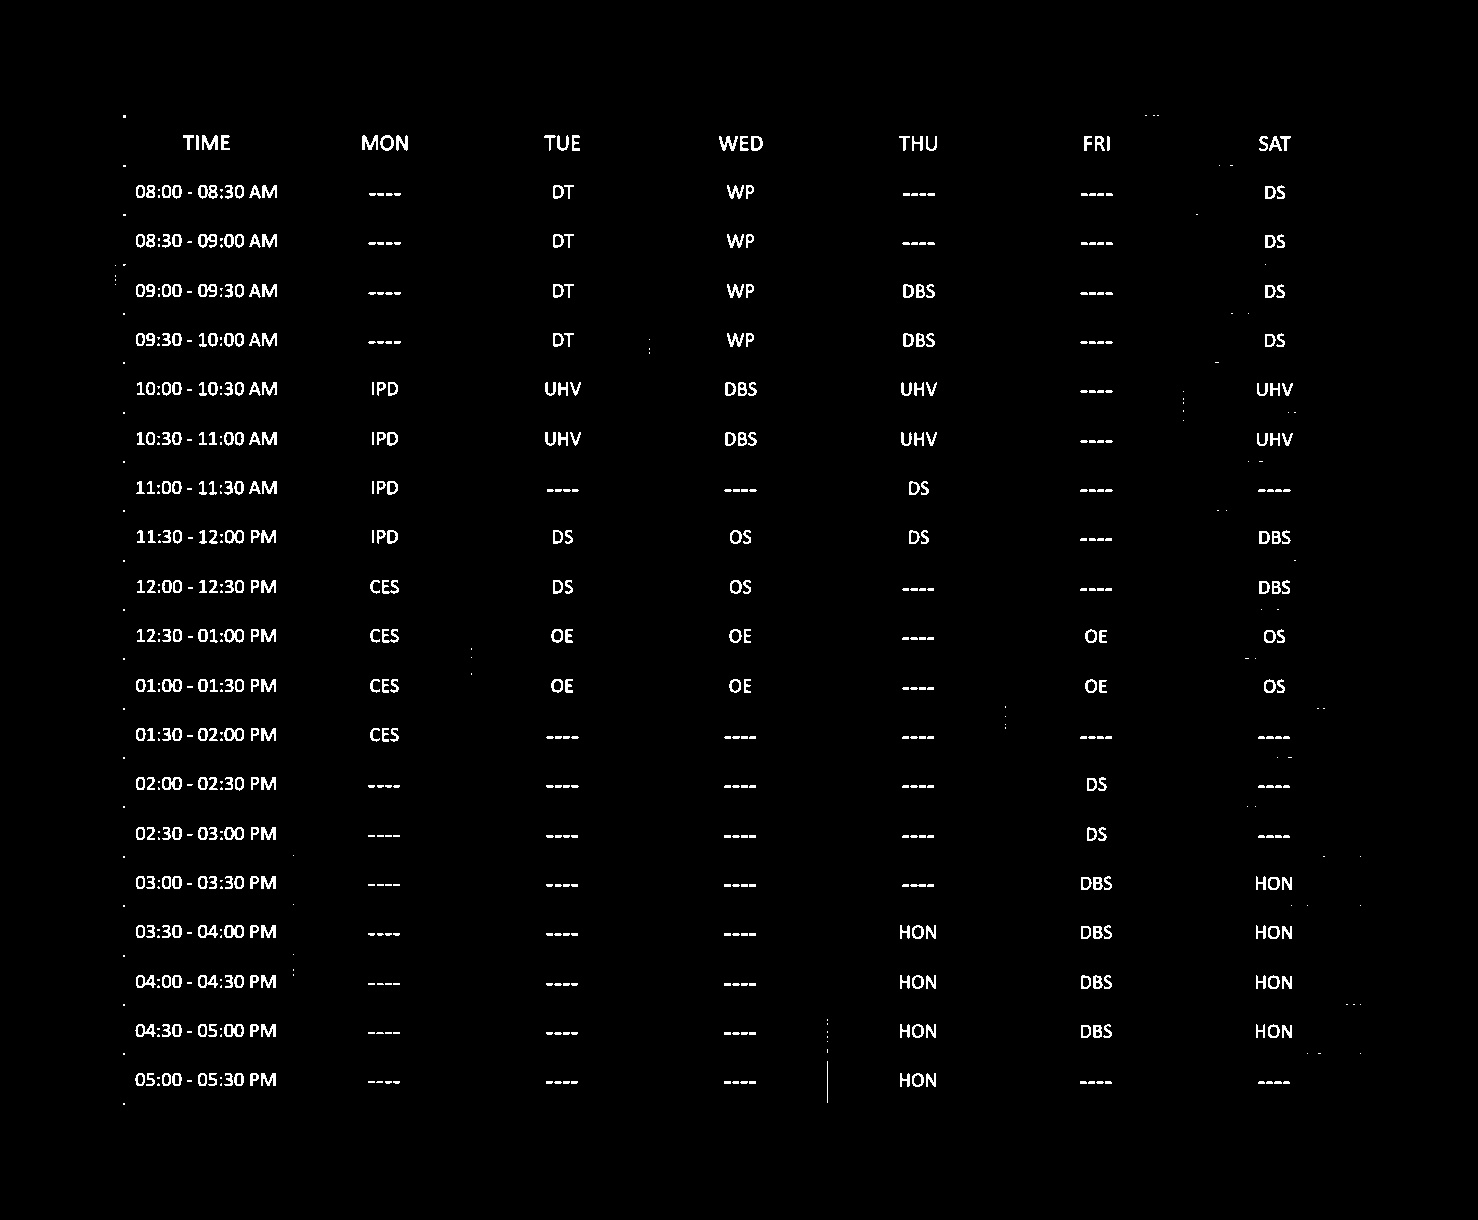 TIME MON TUE WED THU FRI SAT
08:00 - 08:30 AM ---- DT WP ---- ---- DS
08:30 - 09:00 AM ---- DT WP ---- ---- DS
09:00 - 09:30 AM ---- DT WP DBS ---- DS
09:30 - 10:00 AM ---- DT WP DBS ---- DS
10:00 - 10:30 AM IPD UHV DBS UHV ---- UHV
10:30 - 11:00 AM IPD UHV DBS UHV ---- UHV
11:00 - 11:30 AM IPD ---- ---- DS ---- ----
11:30 - 12:00 PM IPD DS OS DS ---- DBS
12:00 - 12:30 PM CES DS OS ---- ---- DBS
12:30 - 01:00 PM CES OE OE ---- OE OS
01:00 - 01:30 PM CES OE OE ---- OE OS
01:30 - 02:00 PM CES ---- ---- ---- ---- ----
02:00 - 02:30 PM ---- ---- ---- ---- DS ----
02:30 - 03:00 PM ---- ---- ---- ---- DS ----
03:00 - 03:30 PM ---- ---- ---- ---- DBS HON
03:30 - 04:00 PM ---- ---- ---- HON DBS HON
04:00 - 04:30 PM ---- ---- ---- HON DBS HON
04:30 - 05:00 PM ---- ---- ---- HON DBS HON
05:00 - 05:30 PM ---- ---- ---- HON ---- ----